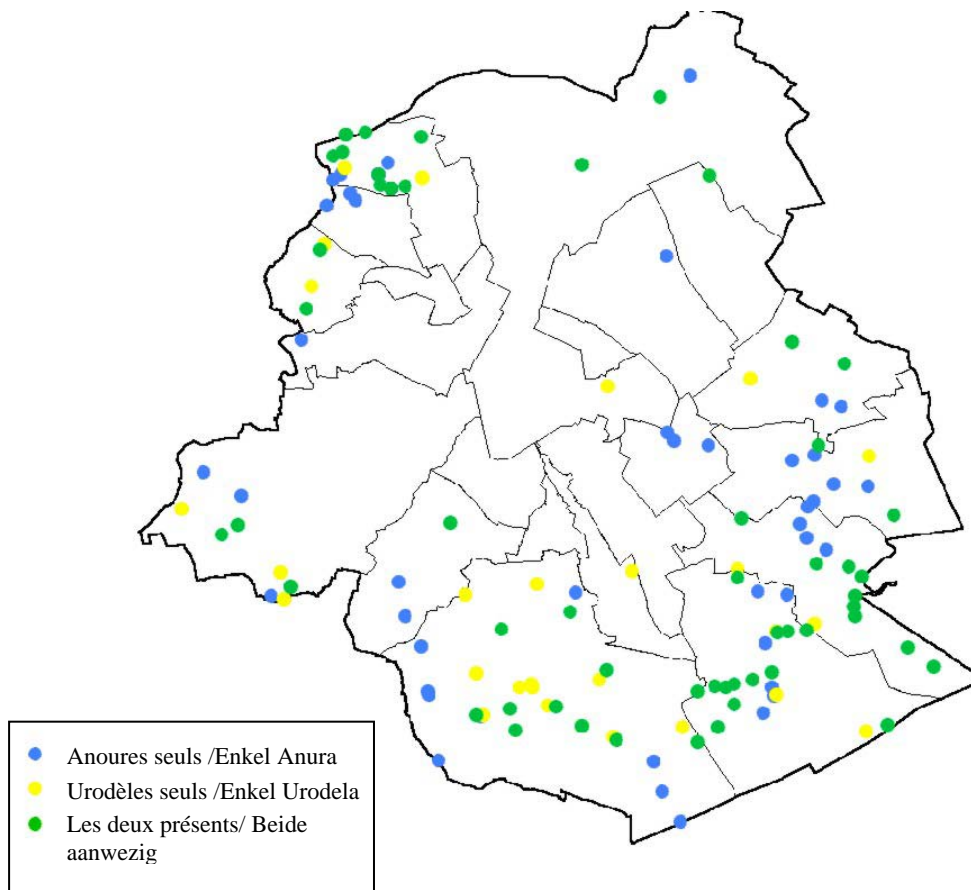 Anoures seuls /Enkel Anura
Urodèles seuls /Enkel Urodela
Les deux présents/ Beide
aanwezig